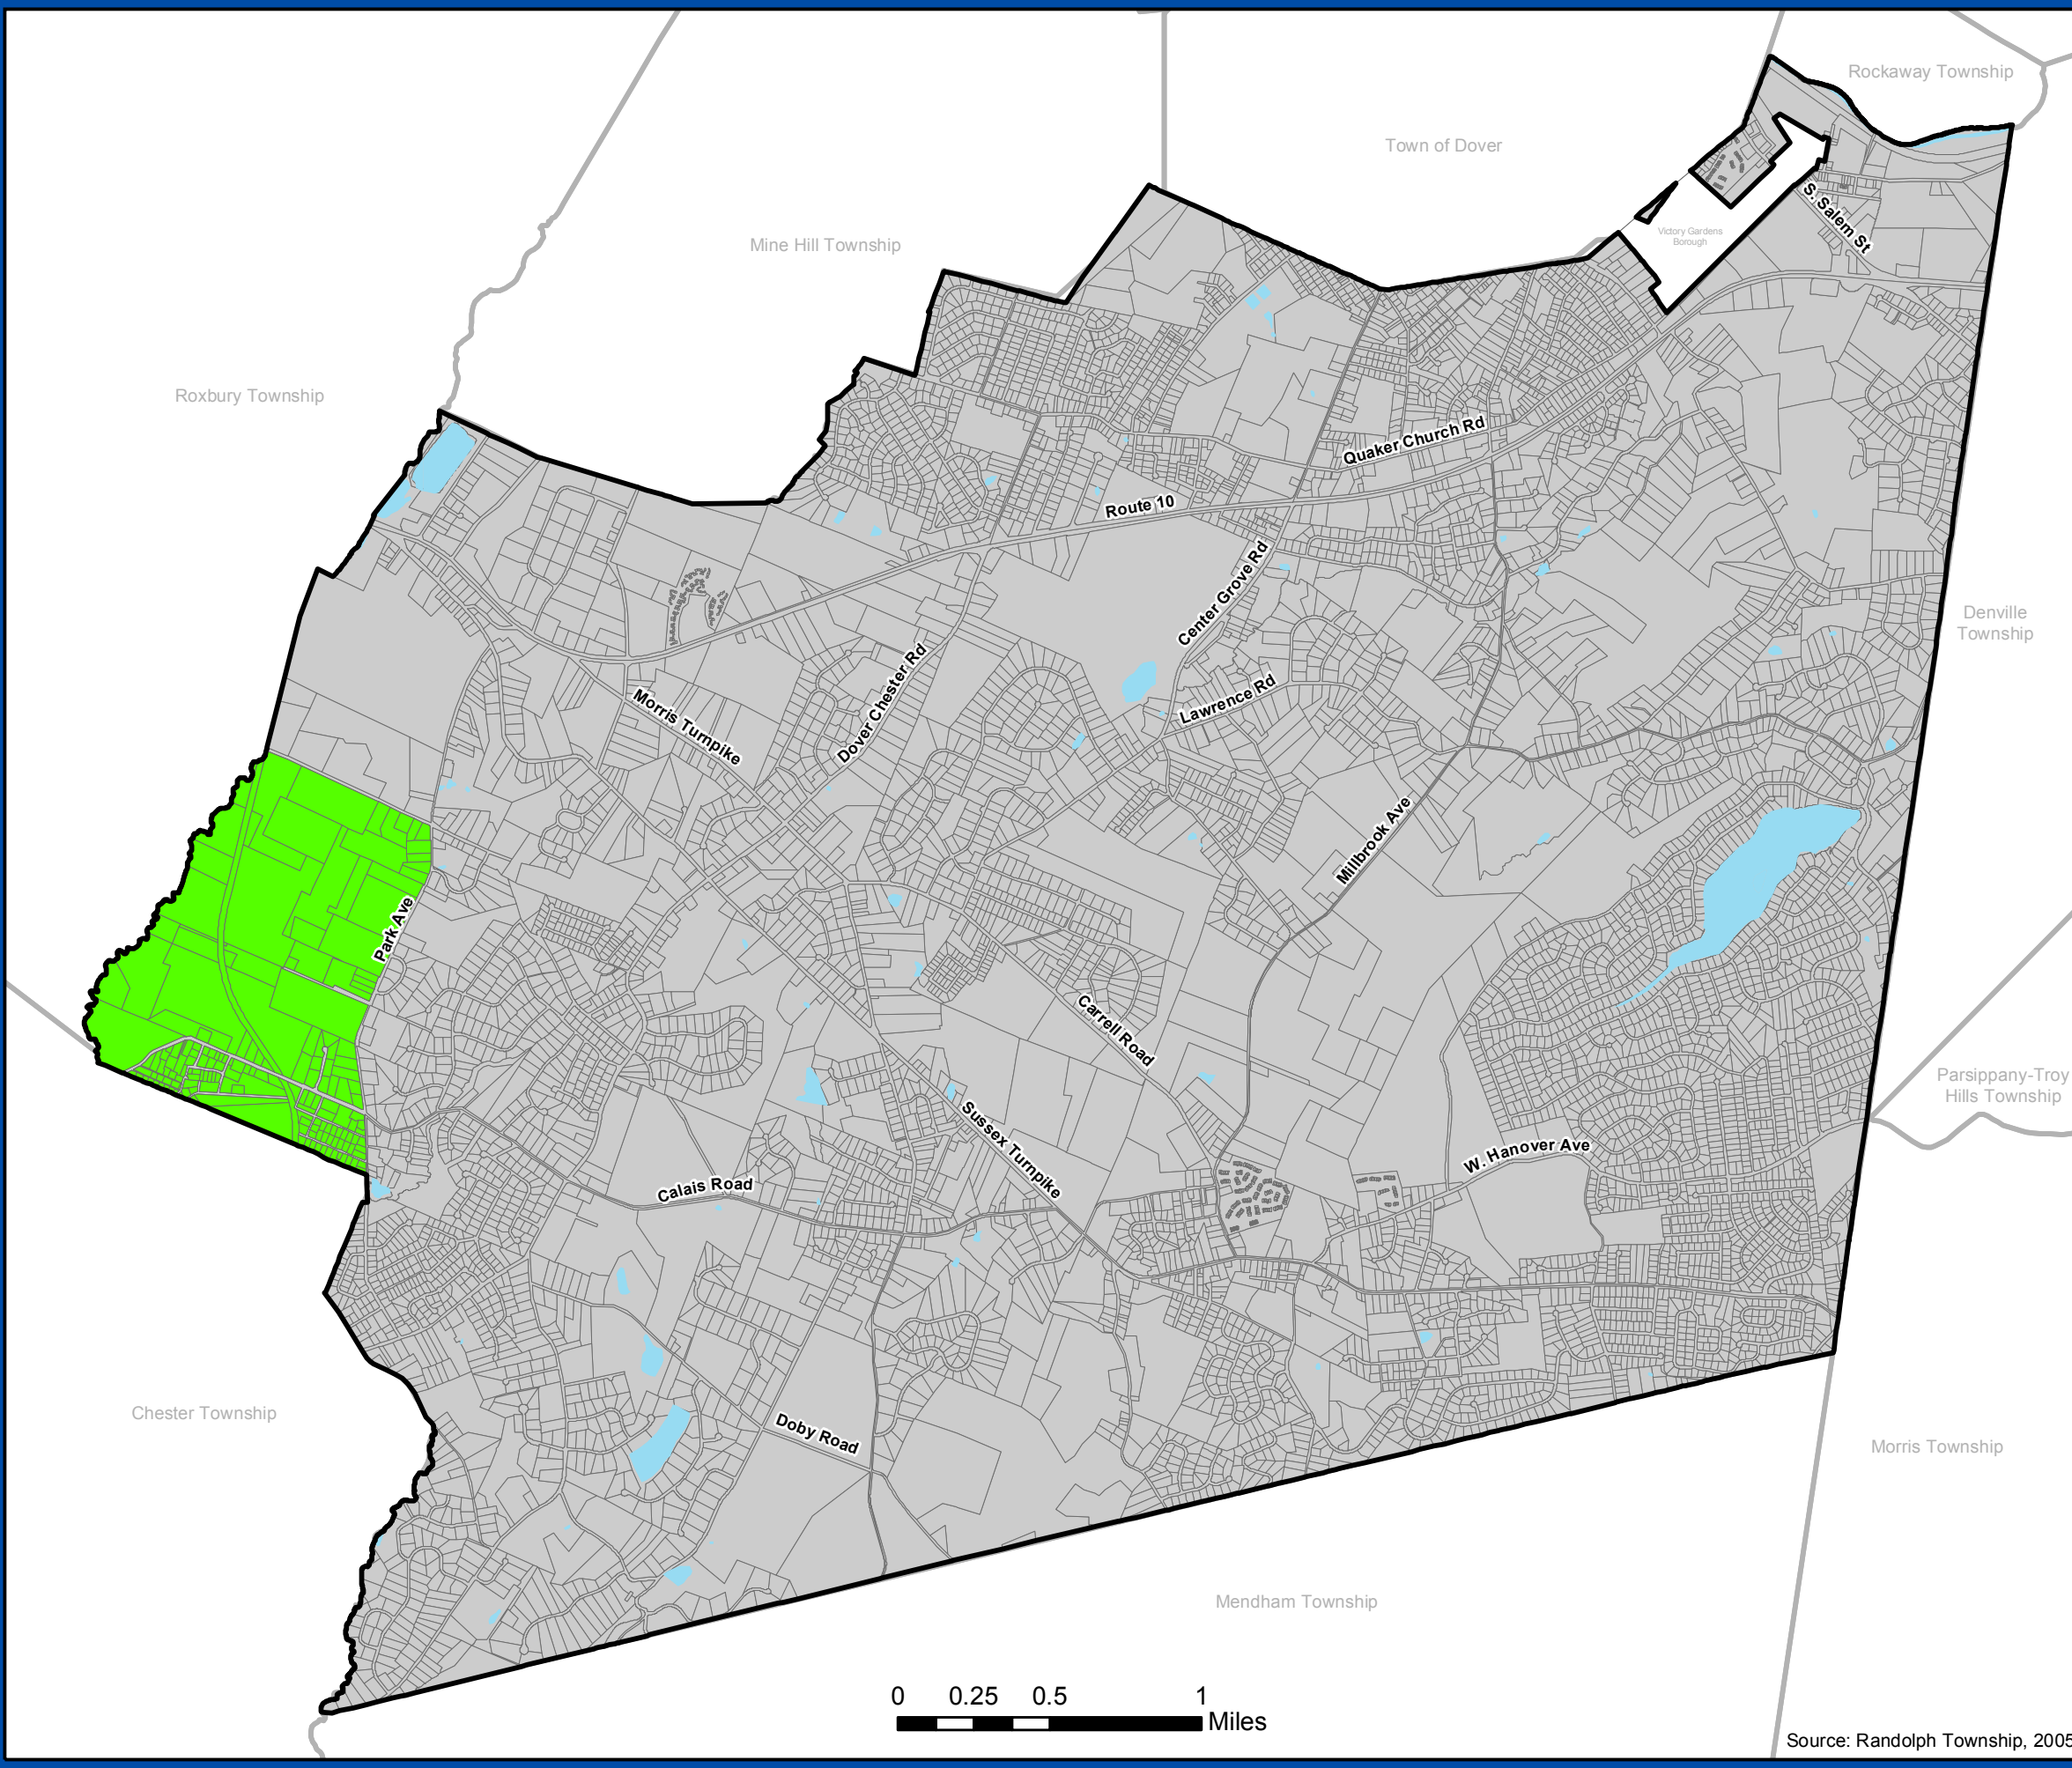 Rockaway Township
Town of Dover
S. Salem St
Victory Gardens
Borough
Mine Hill Township
Roxbury Township
Quaker Church Rd
Route 10
Center Grove Rd
Denville
Township
Dover Chester Rd
Lawrence Rd
Morris Turnpike
Millbrook Ave
Park Ave
Carrell Road
Parsippany-Troy
Hills Township
Sussex Turnpike
W. Hanover Ave
Calais Road
Chester Township
Doby Road
Morris Township
Mendham Township
0 0.25 0.5 1
Miles
Source: Randolph Township, 2005